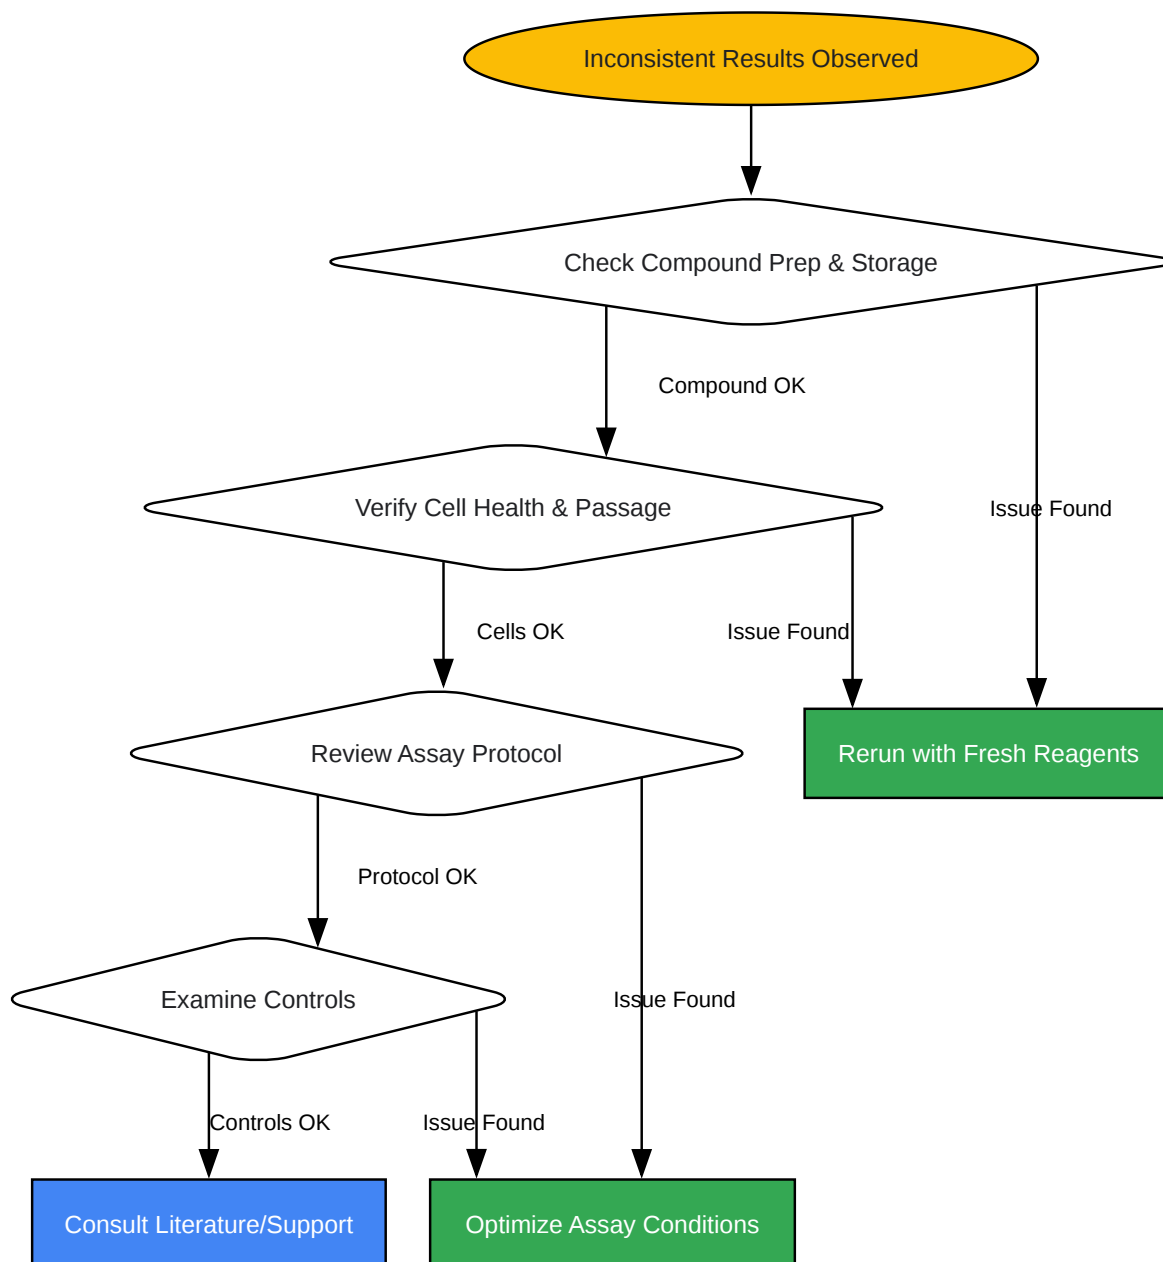 Inconsistent Results Observed
Check Compound Prep & Storage
Compound OK
Verify Cell Health & Passage
Issue Found
Cells OK
Issue Found
Review Assay Protocol
Rerun with Fresh Reagents
Protocol OK
Examine Controls
Issue Found
Controls OK
Issue Found
Consult Literature/Support
Optimize Assay Conditions